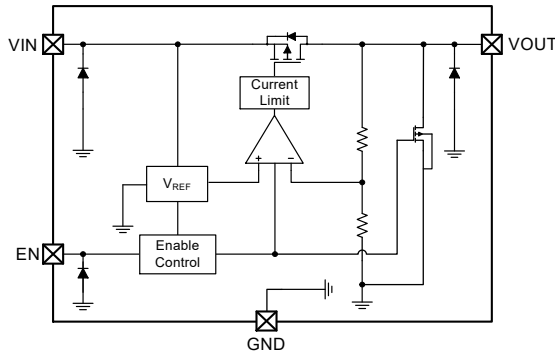 VIN
VOUT
Current
Limit
+ −
VREF
EN
Enable
Control
GND